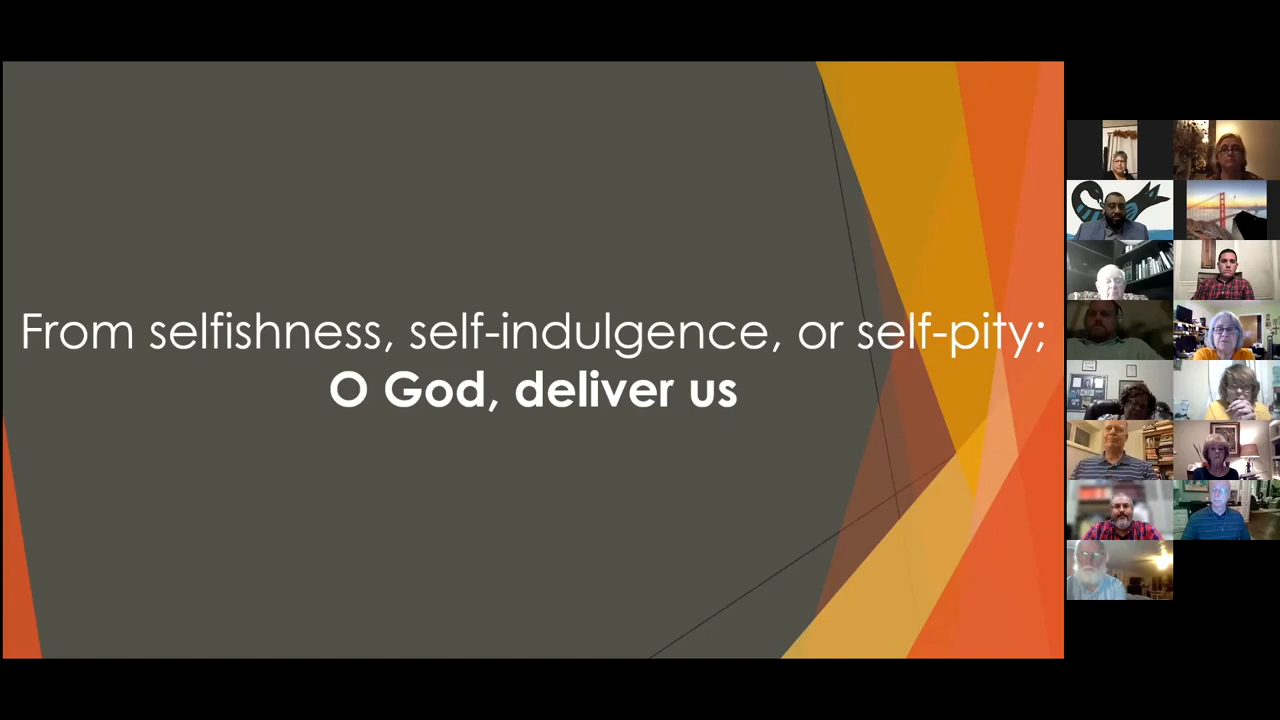 From selfishness, self-indulgence, or self-pity;
O God, deliver us